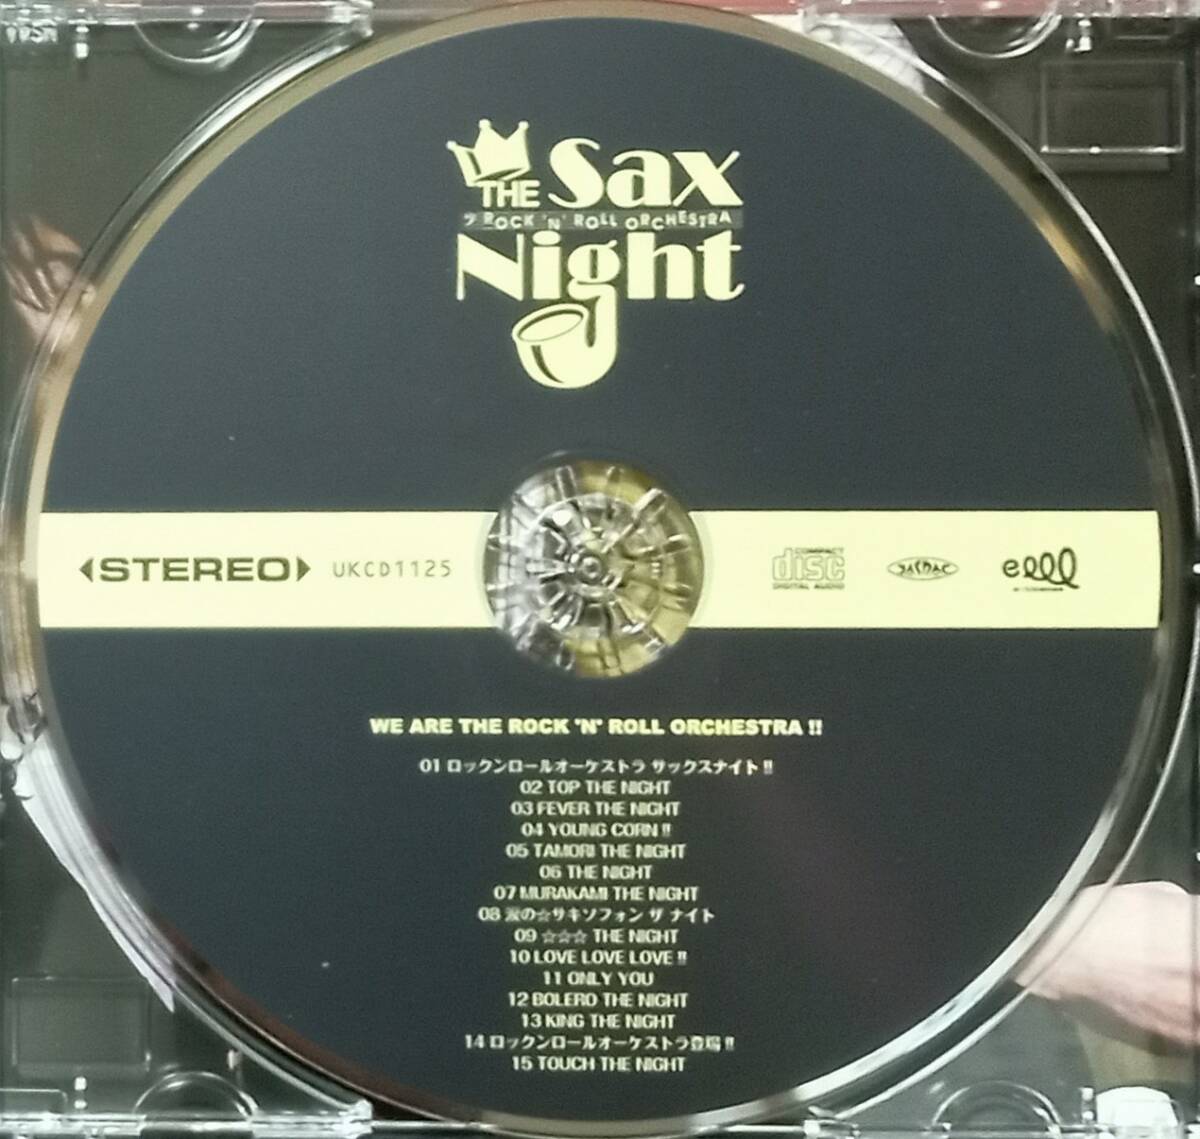 THE Sax
9 ROCK 'N' ROLL ORCHESTRA
Night
STEREO UKCD1125 COMPACT disc DIGITAL AUDIO JASRAC elll
WE ARE THE ROCK 'N' ROLL ORCHESTRA !!
01 ロックンロールオーケストラ サックスナイト!!
02 TOP THE NIGHT
03 FEVER THE NIGHT
04 YOUNG CORN !!
05 TAMORI THE NIGHT
06 THE NIGHT
07 MURAKAMI THE NIGHT
08 涙の☆サキソフォン ザ ナイト
09 ☆☆☆ THE NIGHT
10 LOVE LOVE LOVE !!
11 ONLY YOU
12 BOLERO THE NIGHT
13 KING THE NIGHT
14 ロックンロールオーケストラ登場!!
15 TOUCH THE NIGHT